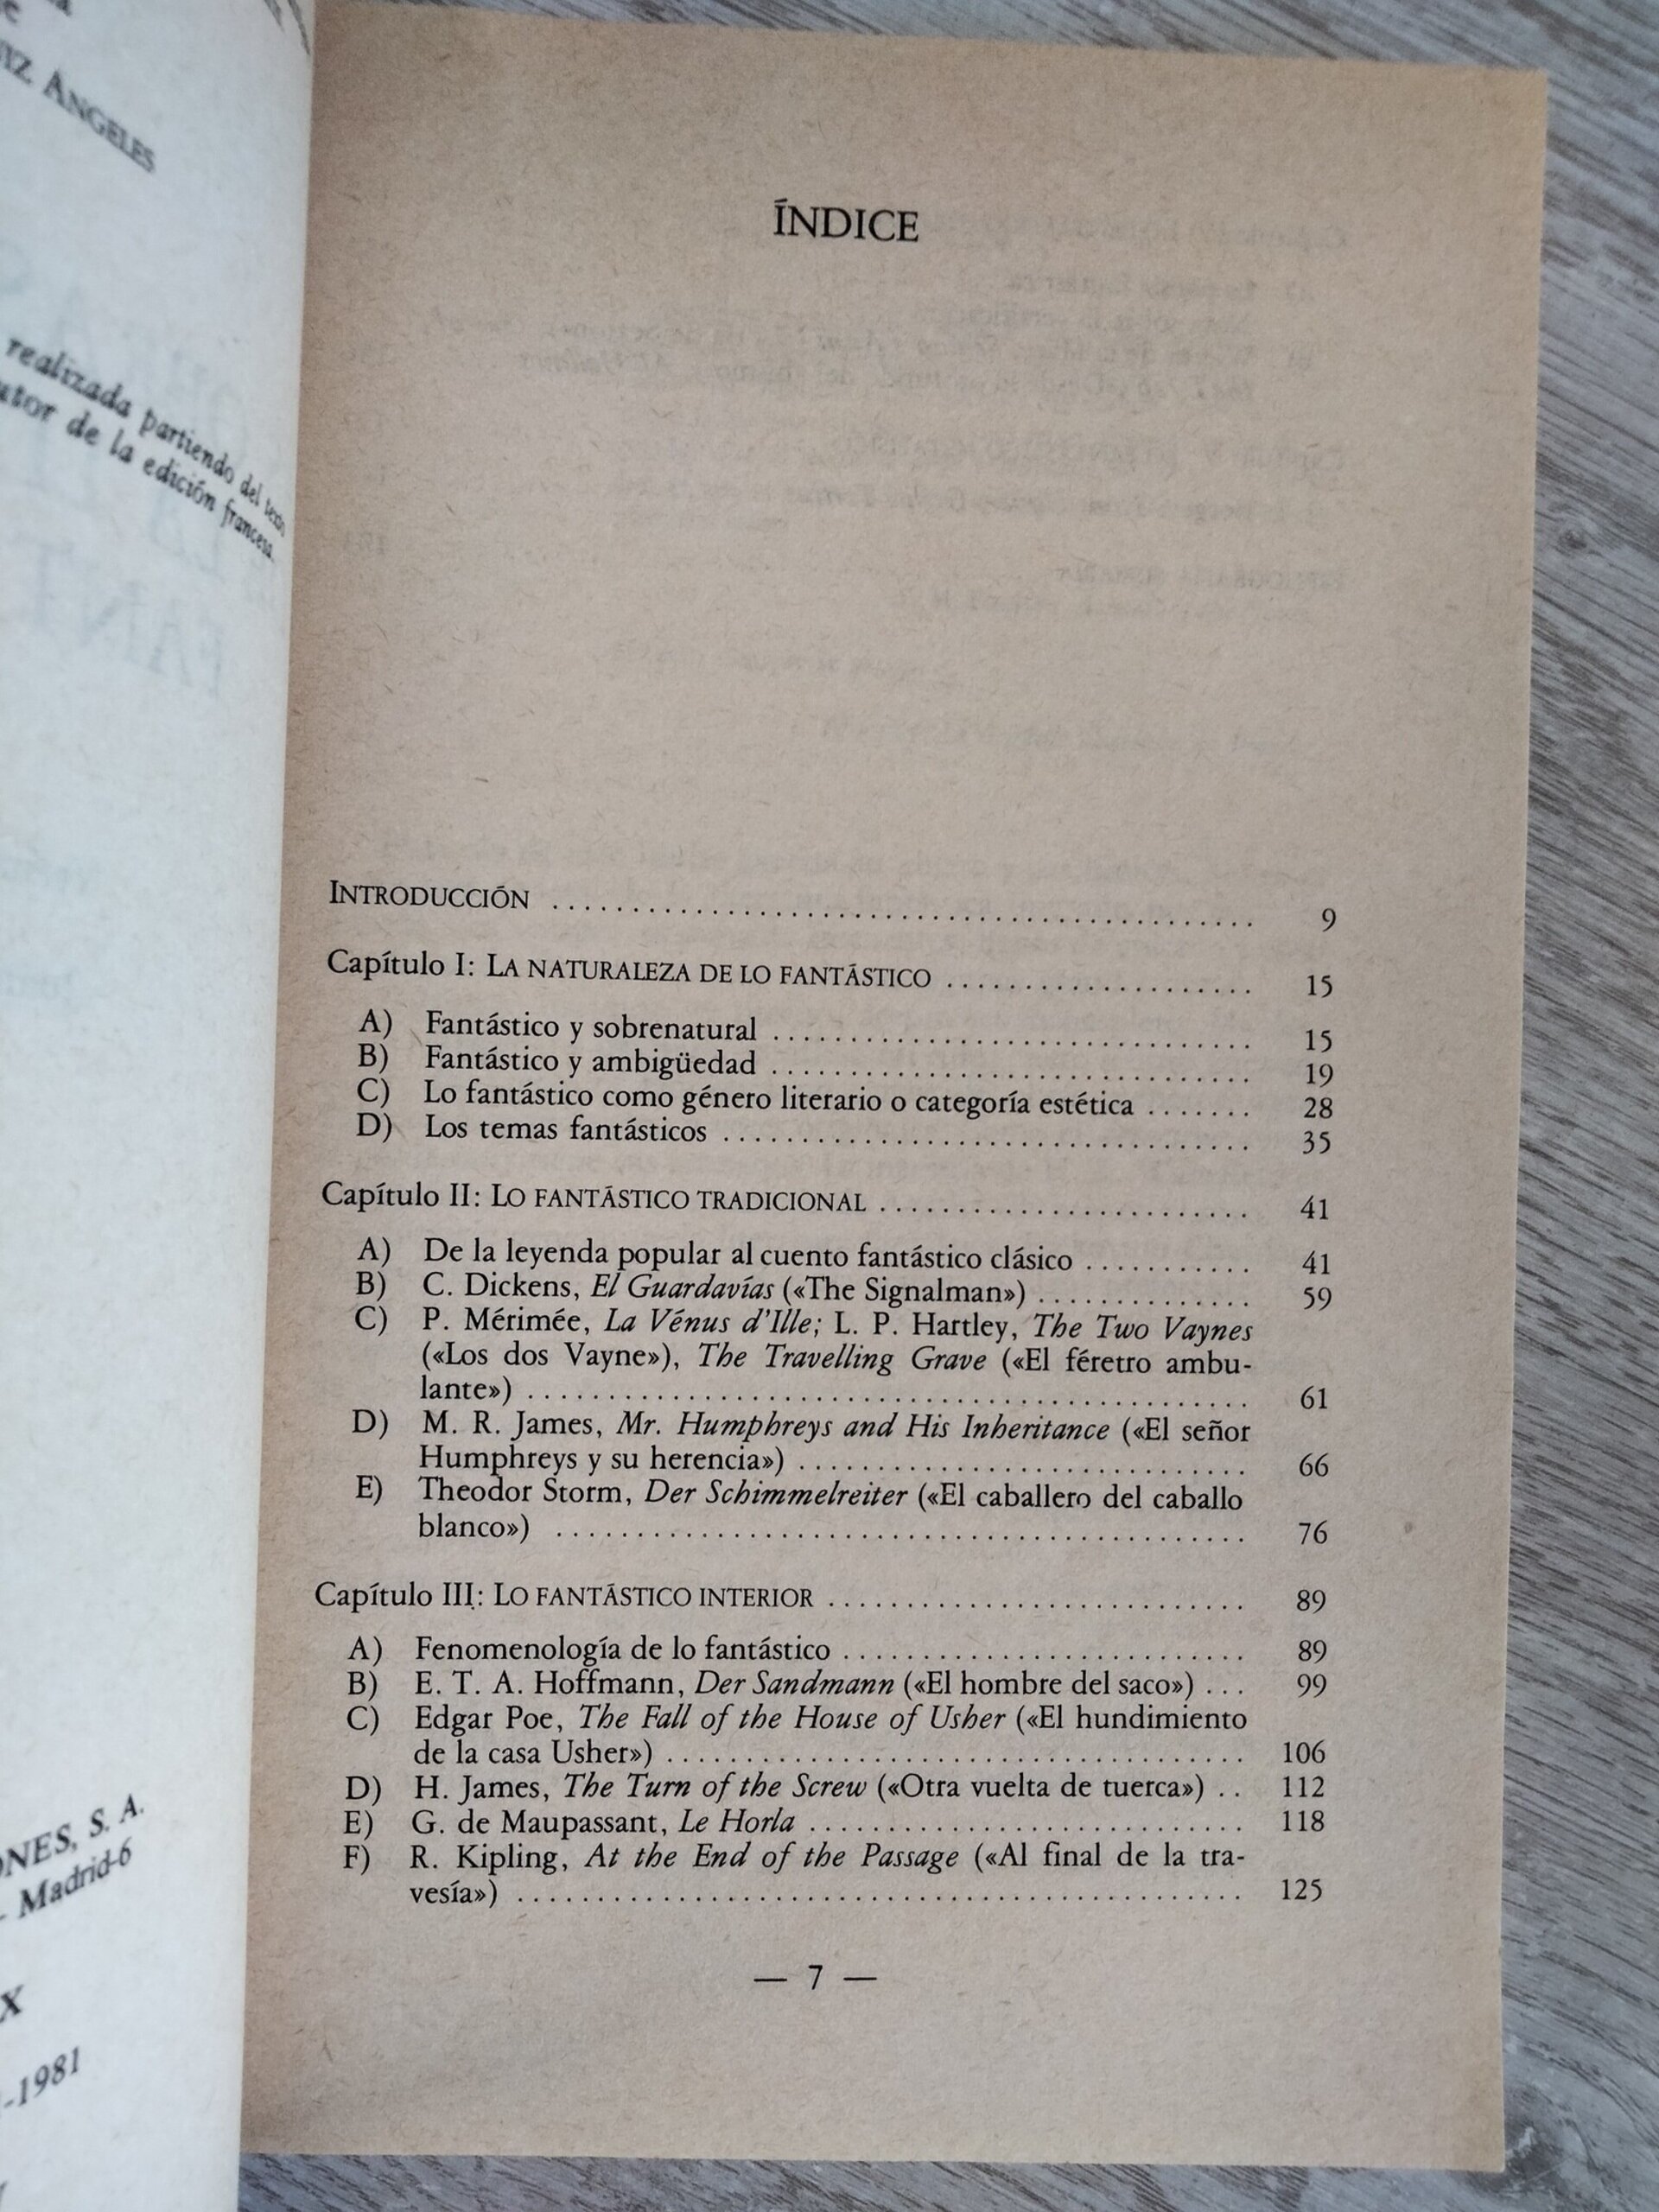 ANGELES
realizada partiendo del texto
de la edición francesa.
S. A.
Madrid-6
1981
ÍNDICE
INTRODUCCIÓN ........................................... 9
Capítulo I: LA NATURALEZA DE LO FANTÁSTICO .................... 15
A) Fantástico y sobrenatural ............................... 15
B) Fantástico y ambigüedad ............................... 19
C) Lo fantástico como género literario o categoría estética ....... 28
D) Los temas fantásticos .................................. 35
Capítulo II: LO FANTÁSTICO TRADICIONAL ........................ 41
A) De la leyenda popular al cuento fantástico clásico ........... 41
B) C. Dickens, El Guardavías («The Signalman») .............. 59
C) P. Mérimée, La Vénus d'Ille; L. P. Hartley, The Two Vaynes
(«Los dos Vayne»), The Travelling Grave («El féretro ambu-
lante») .............................................. 61
D) M. R. James, Mr. Humphreys and His Inheritance («El señor
Humphreys y su herencia») ............................. 66
E) Theodor Storm, Der Schimmelreiter («El caballero del caballo
blanco») ............................................ 76
Capítulo III: LO FANTÁSTICO INTERIOR ........................... 89
A) Fenomenología de lo fantástico .......................... 89
B) E. T. A. Hoffmann, Der Sandmann («El hombre del saco») ... 99
C) Edgar Poe, The Fall of the House of Usher («El hundimiento
de la casa Usher») ..................................... 106
D) H. James, The Turn of the Screw («Otra vuelta de tuerca») .. 112
E) G. de Maupassant, Le Horla ............................ 118
F) R. Kipling, At the End of the Passage («Al final de la tra-
vesía») .............................................. 125
— 7 —